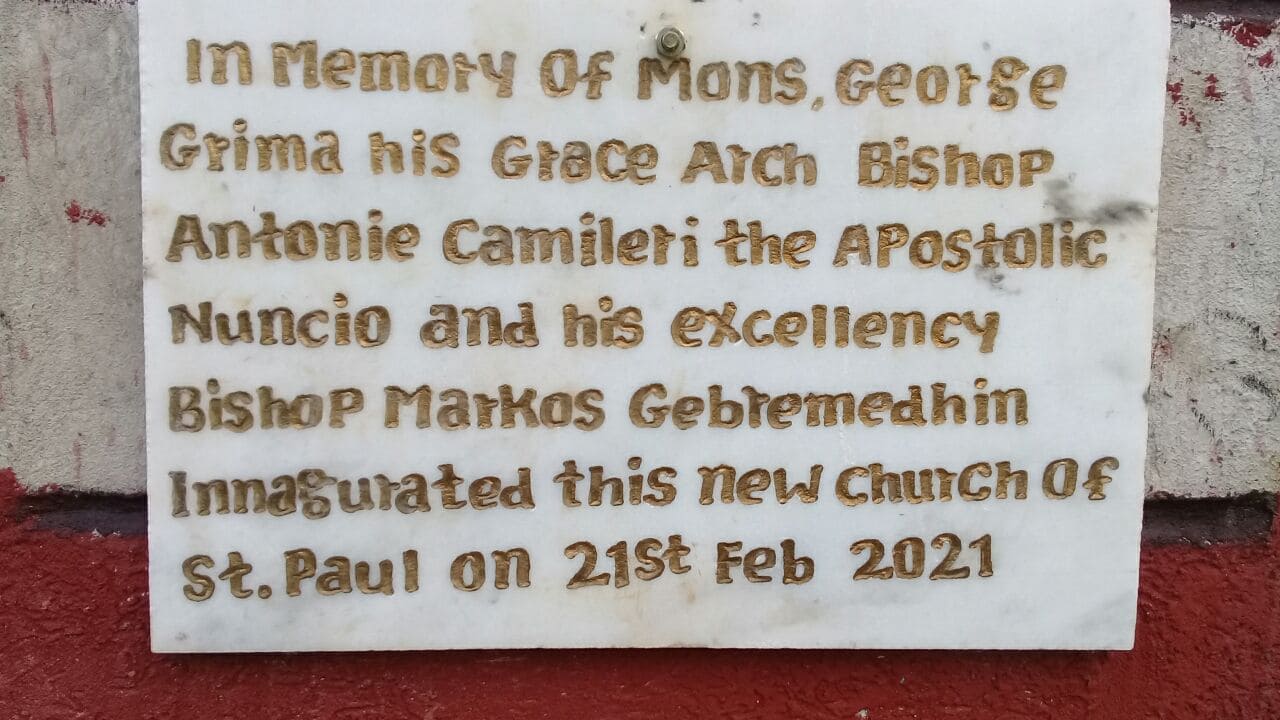 In Memory Of Mons, George
Grima his Grace Arch Bishop
Antonie Camileri the Apostolic
Nuncio and his excellency
Bishop Markos Gebremedhin
Innagurated this new church Of
St. Paul on 21st Feb 2021